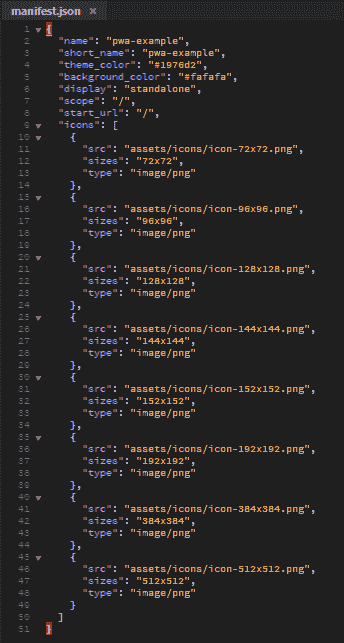 manifest.json ×
1 {
2 "name": "pwa-example",
3 "short_name": "pwa-example",
4 "theme_color": "#1976d2",
5 "background_color": "#fafafa",
6 "display": "standalone",
7 "scope": "/",
8 "start_url": "/",
9 "icons": [
10 {
11 "src": "assets/icons/icon-72x72.png",
12 "sizes": "72x72",
13 "type": "image/png"
14 },
15 {
16 "src": "assets/icons/icon-96x96.png",
17 "sizes": "96x96",
18 "type": "image/png"
19 },
20 {
21 "src": "assets/icons/icon-128x128.png",
22 "sizes": "128x128",
23 "type": "image/png"
24 },
25 {
26 "src": "assets/icons/icon-144x144.png",
27 "sizes": "144x144",
28 "type": "image/png"
29 },
30 {
31 "src": "assets/icons/icon-152x152.png",
32 "sizes": "152x152",
33 "type": "image/png"
34 },
35 {
36 "src": "assets/icons/icon-192x192.png",
37 "sizes": "192x192",
38 "type": "image/png"
39 },
40 {
41 "src": "assets/icons/icon-384x384.png",
42 "sizes": "384x384",
43 "type": "image/png"
44 },
45 {
46 "src": "assets/icons/icon-512x512.png",
47 "sizes": "512x512",
48 "type": "image/png"
49 }
50 ]
51 }